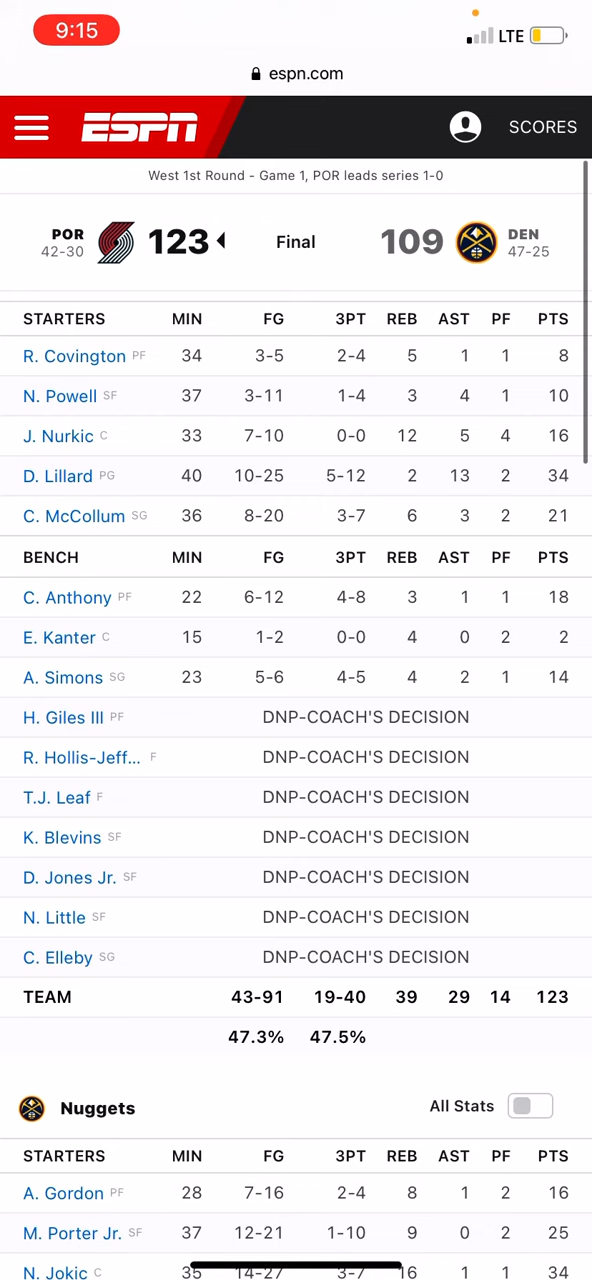 9:15 LTE
espn.com
ESPN SCORES
West 1st Round - Game 1, POR leads series 1-0
POR 42-30 123 Final 109 DEN 47-25
STARTERS MIN FG 3PT REB AST PF PTS
R. Covington PF 34 3-5 2-4 5 1 1 8
N. Powell SF 37 3-11 1-4 3 4 1 10
J. Nurkic C 33 7-10 0-0 12 5 4 16
D. Lillard PG 40 10-25 5-12 2 13 2 34
C. McCollum SG 36 8-20 3-7 6 3 2 21
BENCH MIN FG 3PT REB AST PF PTS
C. Anthony PF 22 6-12 4-8 3 1 1 18
E. Kanter C 15 1-2 0-0 4 0 2 2
A. Simons SG 23 5-6 4-5 4 2 1 14
H. Giles III PF DNP-COACH'S DECISION
R. Hollis-Jeff... F DNP-COACH'S DECISION
T.J. Leaf F DNP-COACH'S DECISION
K. Blevins SF DNP-COACH'S DECISION
D. Jones Jr. SF DNP-COACH'S DECISION
N. Little SF DNP-COACH'S DECISION
C. Elleby SG DNP-COACH'S DECISION
TEAM 43-91 19-40 39 29 14 123
47.3% 47.5%
Nuggets All Stats
STARTERS MIN FG 3PT REB AST PF PTS
A. Gordon PF 28 7-16 2-4 8 1 2 16
M. Porter Jr. SF 37 12-21 1-10 9 0 2 25
N. Jokic C 35 14-27 3-7 16 1 1 34